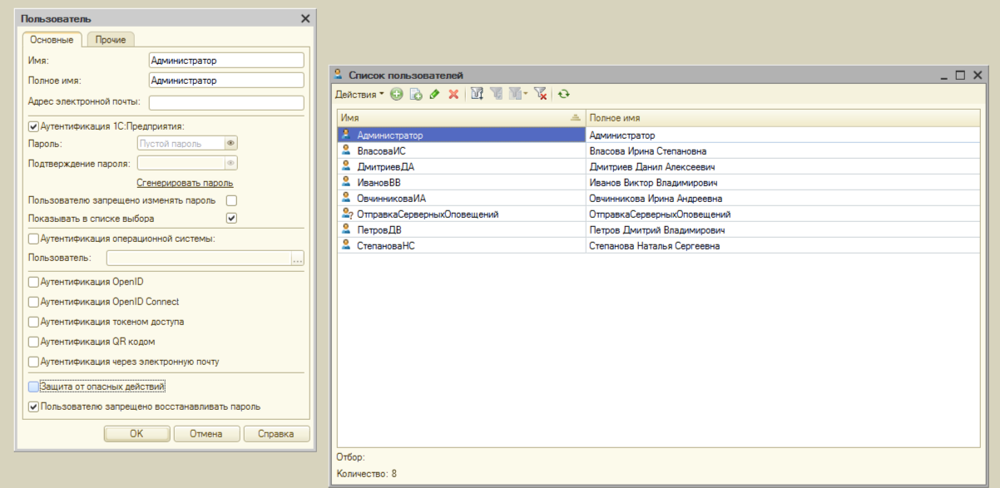 Пользователь
Основные Прочие
Имя: Администратор
Полное имя: Администратор
Адрес электронной почты:
Аутентификация 1С:Предприятия:
Пароль: Пустой пароль
Подтверждение пароля:
Сгенерировать пароль
Пользователю запрещено изменять пароль
Показывать в списке выбора
Аутентификация операционной системы:
Пользователь: ...
Аутентификация OpenID
Аутентификация OpenID Connect
Аутентификация токеном доступа
Аутентификация QR кодом
Аутентификация через электронную почту
Защита от опасных действий
Пользователю запрещено восстанавливать пароль
OK Отмена Справка
Список пользователей
Действия
Имя Полное имя
Администратор Администратор
ВласоваИС Власова Ирина Степановна
ДмитриевДА Дмитриев Данил Алексеевич
ИвановВВ Иванов Виктор Владимирович
ОвчинниковаИА Овчинникова Ирина Андреевна
ОтправкаСерверныхОповещений ОтправкаСерверныхОповещений
ПетровДВ Петров Дмитрий Владимирович
СтепановаНС Степанова Наталья Сергеевна
Отбор:
Количество: 8